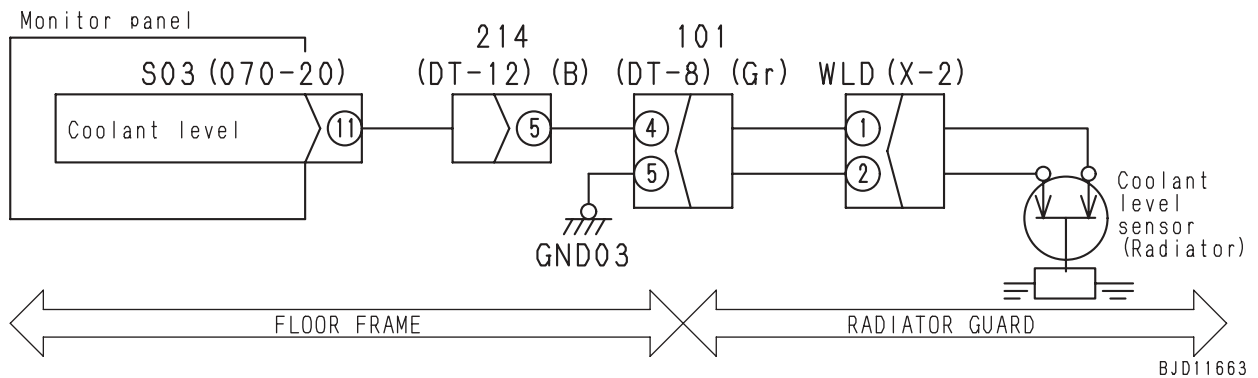 Monitor panel
214 101
S03 (070-20) (DT-12) (B) (DT-8) (Gr) WLD (X-2)
Coolant level 11 5 4 1
5 2
Coolant
level
sensor
(Radiator)
GND03
FLOOR FRAME RADIATOR GUARD
BJD11663